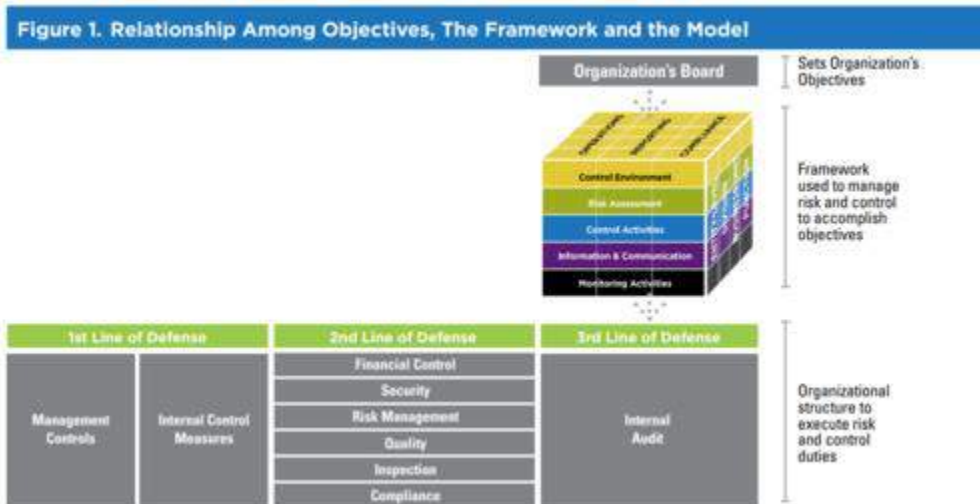 Figure 1. Relationship Among Objectives, The Framework and the Model
Organization's Board
Sets Organization's
Objectives
OPERATIONS
REPORTING
COMPLIANCE
Control Environment
Risk Assessment
Control Activities
Information & Communication
Monitoring Activities
Framework
used to manage
risk and control
to accomplish
objectives
1st Line of Defense
2nd Line of Defense
3rd Line of Defense
Management
Controls
Internal Control
Measures
Financial Control
Security
Risk Management
Quality
Inspection
Compliance
Internal
Audit
Organizational
structure to
execute risk
and control
duties